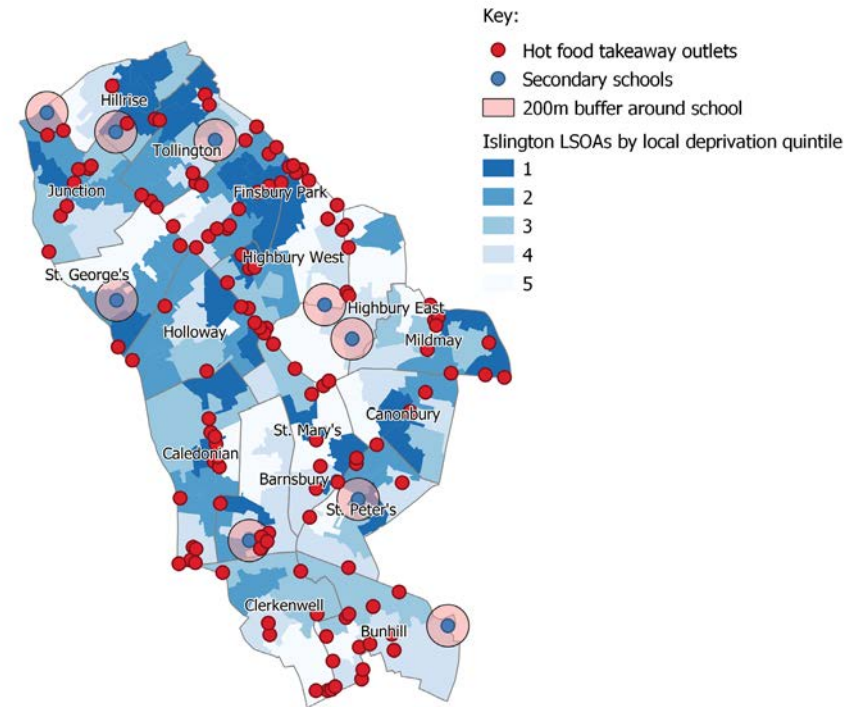 Key:
Hot food takeaway outlets
Secondary schools
200m buffer around school
Islington LSOAs by local deprivation quintile
1
2
3
4
5
Hillrise
Tollington
Junction
Finsbury Park
Highbury West
St. George's
Highbury East
Holloway
Mildmay
Canonbury
St. Mary's
Caledonian
Barnsbury
St. Peter's
Clerkenwell
Bunhill